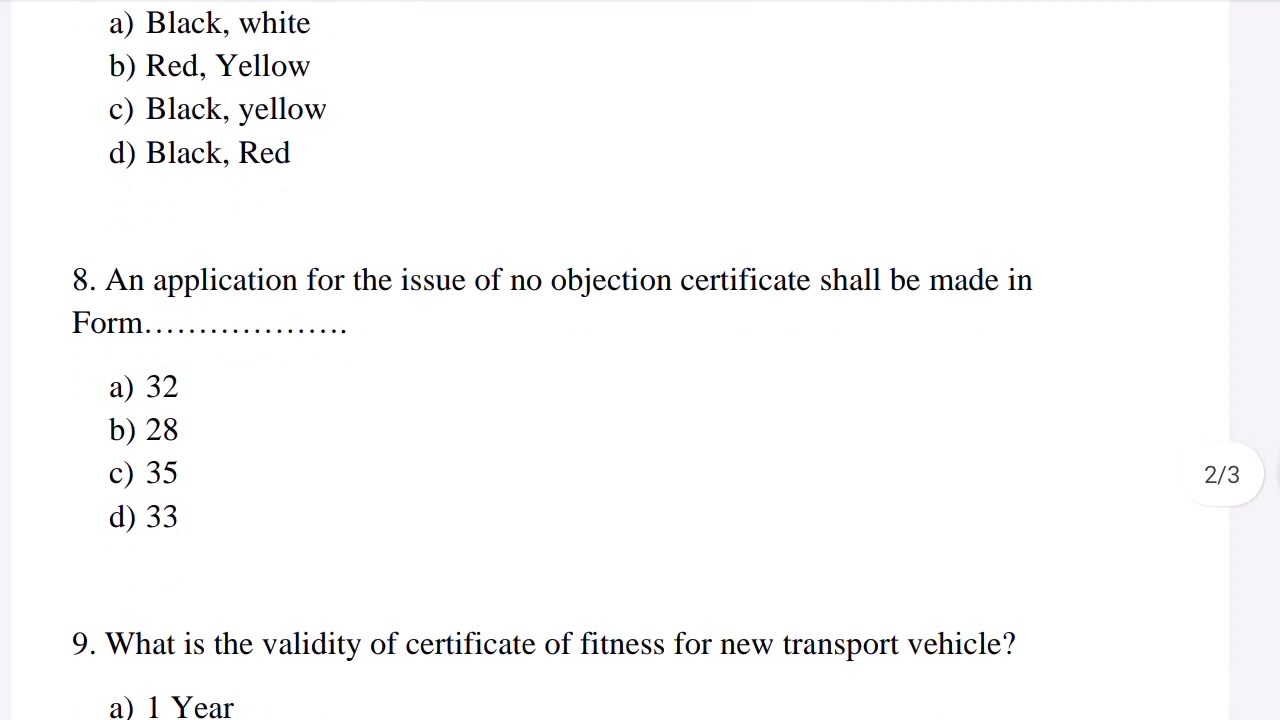 a) Black, white
b) Red, Yellow
c) Black, yellow
d) Black, Red
8. An application for the issue of no objection certificate shall be made in
Form……………….
a) 32
b) 28
c) 35
d) 33
2/3
9. What is the validity of certificate of fitness for new transport vehicle?
a) 1 Year